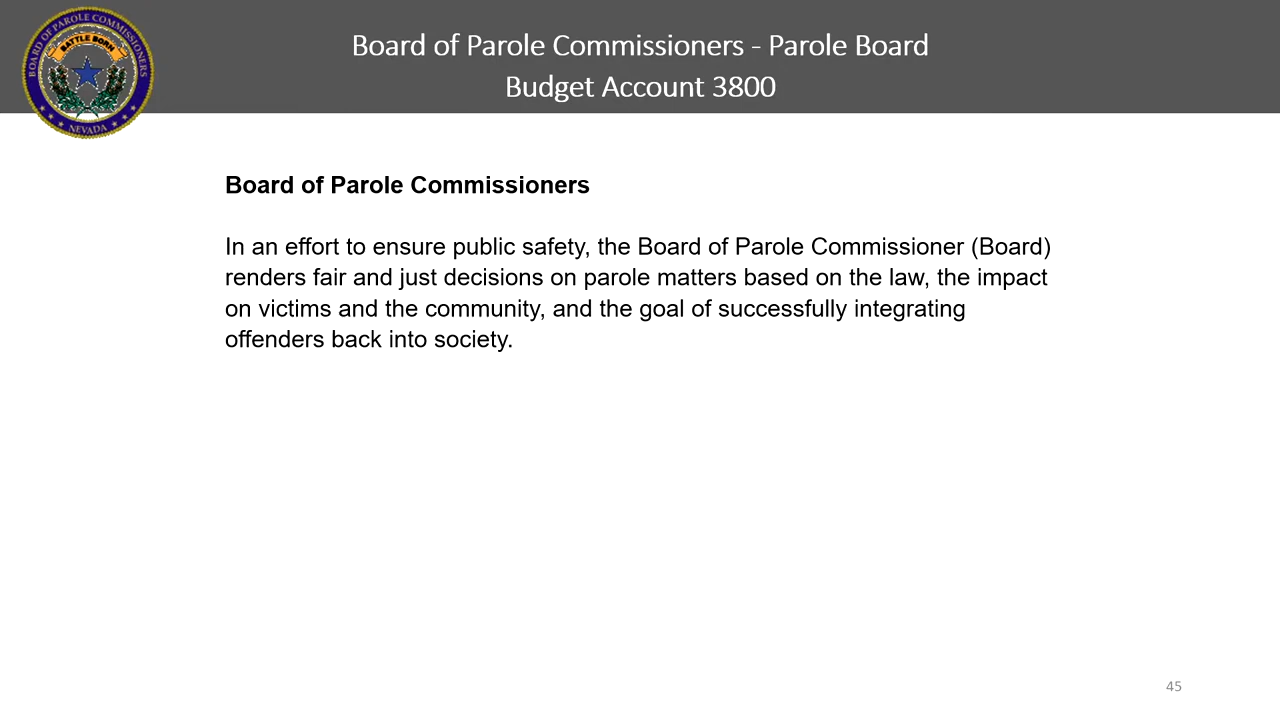 BOARD OF PAROLE COMMISSIONERS
BATTLE BORN
NEVADA
Board of Parole Commissioners - Parole Board
Budget Account 3800
Board of Parole Commissioners
In an effort to ensure public safety, the Board of Parole Commissioner (Board)
renders fair and just decisions on parole matters based on the law, the impact
on victims and the community, and the goal of successfully integrating
offenders back into society.
45